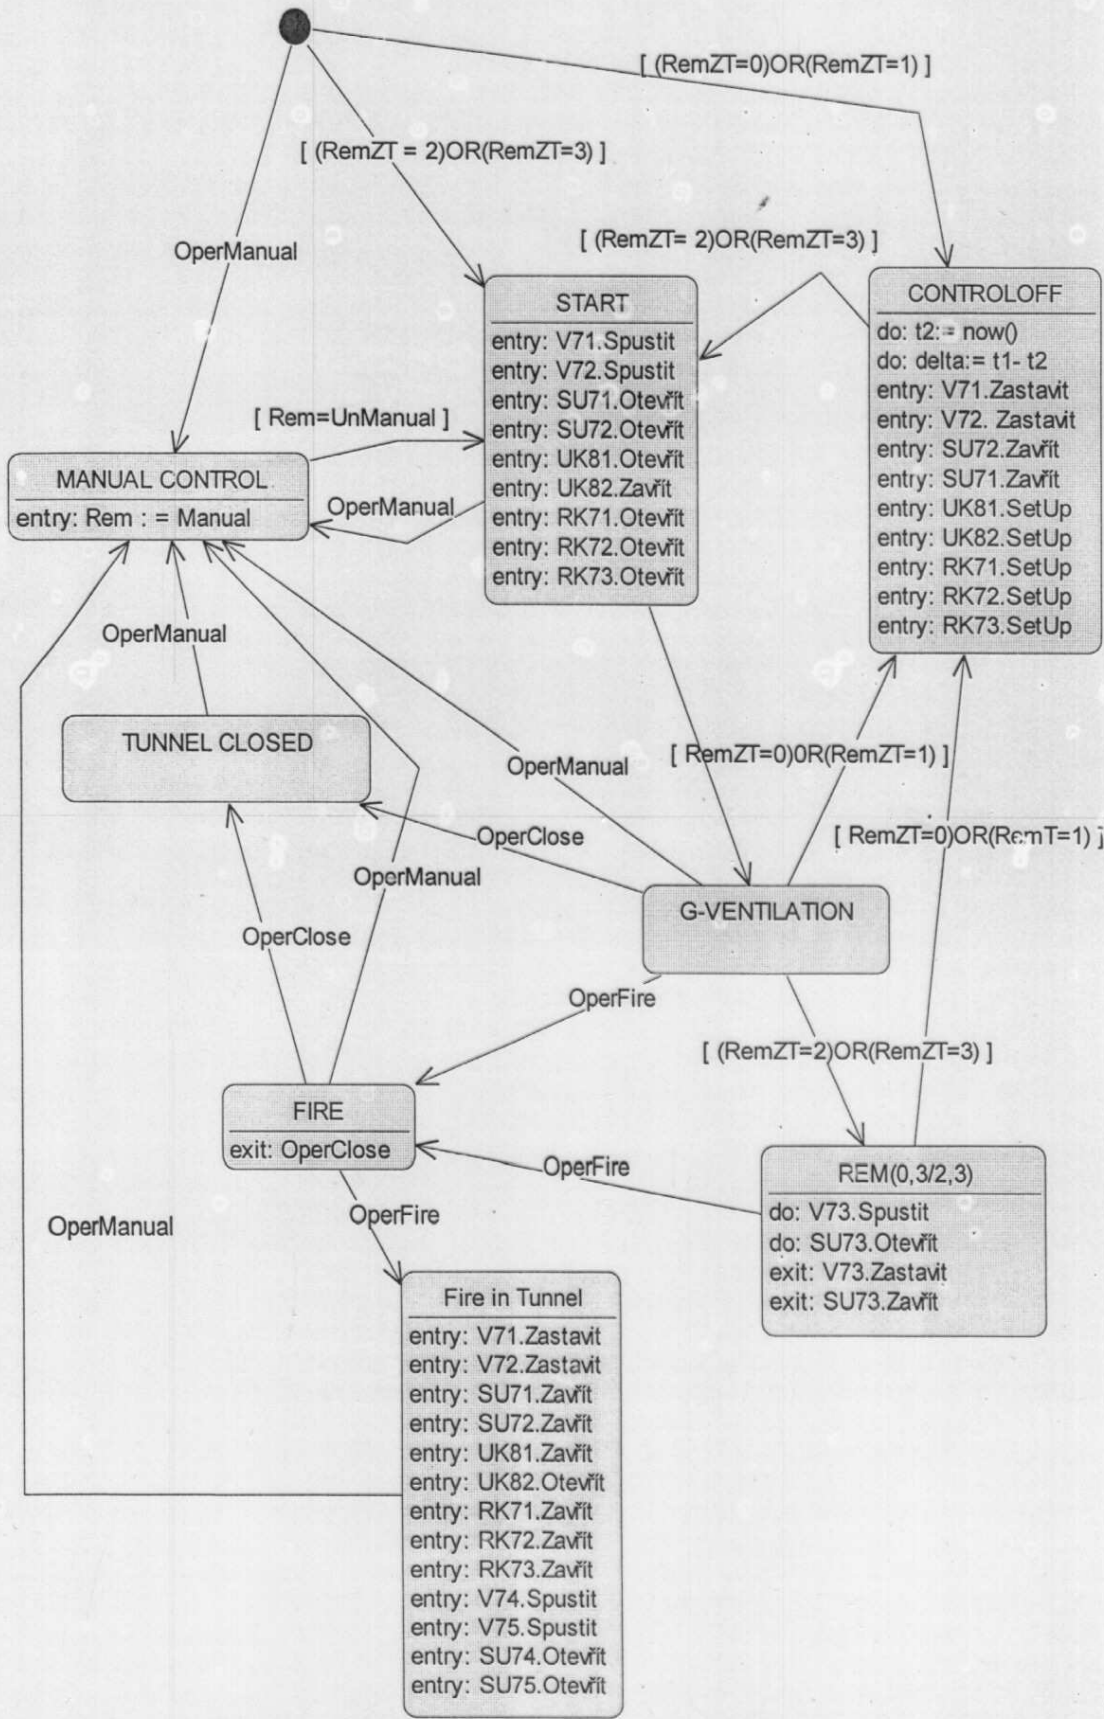 [ (RemZT=0)OR(RemZT=1) ]
[ (RemZT = 2)OR(RemZT=3) ]
OperManual
[ (RemZT= 2)OR(RemZT=3) ]
START
entry: V71.Spustit
entry: V72.Spustit
entry: SU71.Otevřít
entry: SU72.Otevřít
entry: UK81.Otevřít
entry: UK82.Zavřít
entry: RK71.Otevřít
entry: RK72.Otevřít
entry: RK73.Otevřít
CONTROLOFF
do: t2:= now()
do: delta:= t1- t2
entry: V71.Zastavit
entry: V72. Zastavit
entry: SU72.Zavřít
entry: SU71.Zavřít
entry: UK81.SetUp
entry: UK82.SetUp
entry: RK71.SetUp
entry: RK72.SetUp
entry: RK73.SetUp
[ Rem=UnManual ]
MANUAL CONTROL
entry: Rem : = Manual
OperManual
OperManual
TUNNEL CLOSED
OperManual
[ RemZT=0)0R(RemZT=1) ]
OperClose
[ RemZT=0)OR(RemT=1) ]
OperManual
G-VENTILATION
OperClose
OperFire
[ (RemZT=2)OR(RemZT=3) ]
FIRE
exit: OperClose
OperFire
REM(0,3/2,3)
do: V73.Spustit
do: SU73.Otevřít
exit: V73.Zastavit
exit: SU73.Zavřít
OperManual
OperFire
Fire in Tunnel
entry: V71.Zastavit
entry: V72.Zastavit
entry: SU71.Zavřít
entry: SU72.Zavřít
entry: UK81.Zavřít
entry: UK82.Otevřít
entry: RK71.Zavřít
entry: RK72.Zavřít
entry: RK73.Zavřít
entry: V74.Spustit
entry: V75.Spustit
entry: SU74.Otevřít
entry: SU75.Otevřít